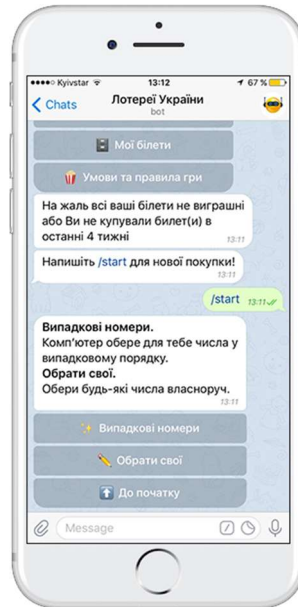 Kyivstar 13:12 67 %
Chats Лотереї України
bot
Мої білети
Умови та правила гри
На жаль всі ваші білети не виграшні
або Ви не купували билет(и) в
останні 4 тижні
13:11
Напишіть /start для нової покупки!
13:11
/start 13:11
Випадкові номери.
Комп'ютер обере для тебе числа у
випадковому порядку.
Обрати свої.
Обери будь-які числа власноруч.
13:11
Випадкові номери
Обрати свої
До початку
Message